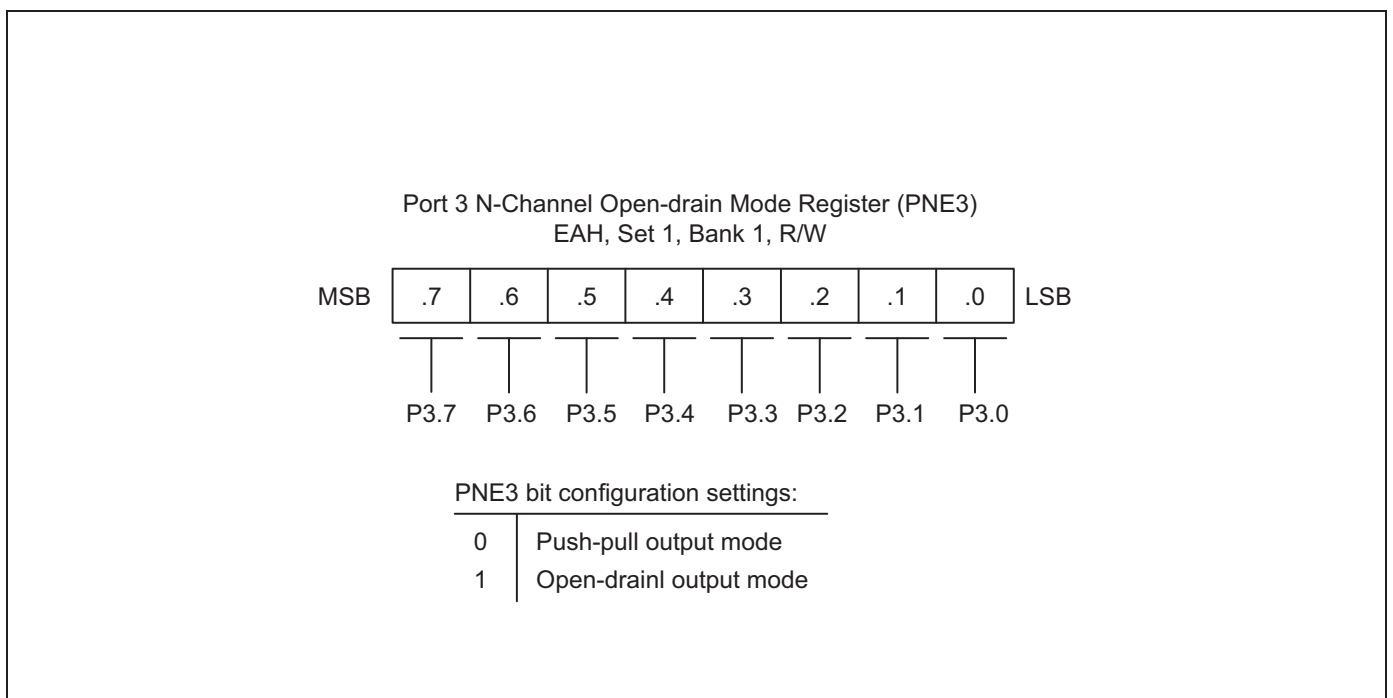 Port 3 N-Channel Open-drain Mode Register (PNE3)
EAH, Set 1, Bank 1, R/W
MSB .7 .6 .5 .4 .3 .2 .1 .0 LSB
P3.7 P3.6 P3.5 P3.4 P3.3 P3.2 P3.1 P3.0
PNE3 bit configuration settings:
0 Push-pull output mode
1 Open-drainl output mode